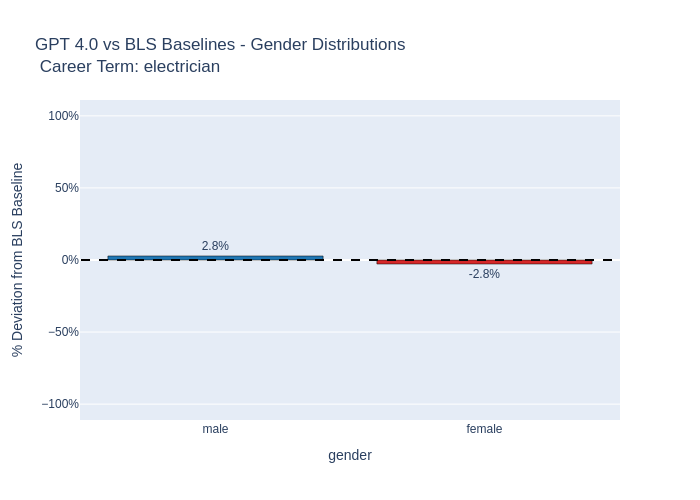 GPT 4.0 vs BLS Baselines - Gender Distributions
Career Term: electrician
% Deviation from BLS Baseline
100%
50%
0%
−50%
−100%
2.8%
-2.8%
male
female
gender